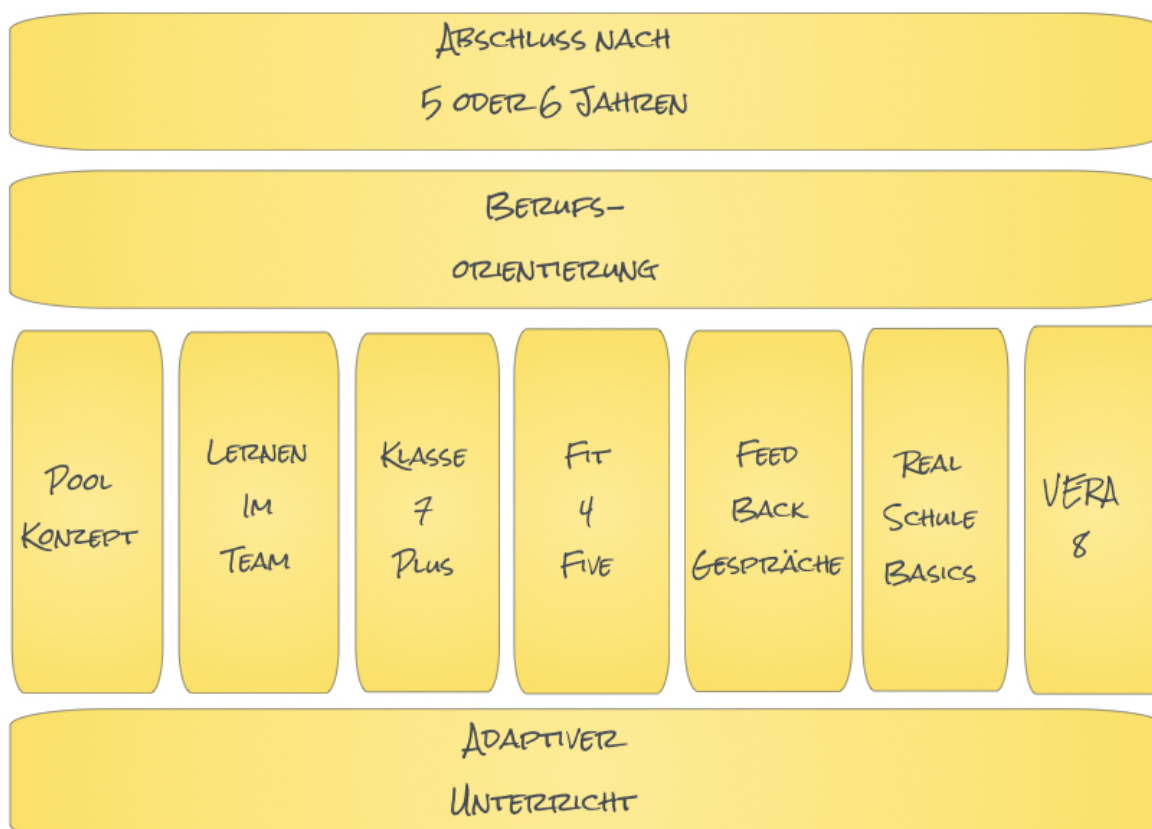 Abschluss nach
5 oder 6 Jahren
Berufs-
orientierung
Pool
Konzept
Lernen
Im
Team
Klasse
7
Plus
Fit
4
Five
Feed
Back
Gespräche
Real
Schule
Basics
VERA
8
Adaptiver
Unterricht